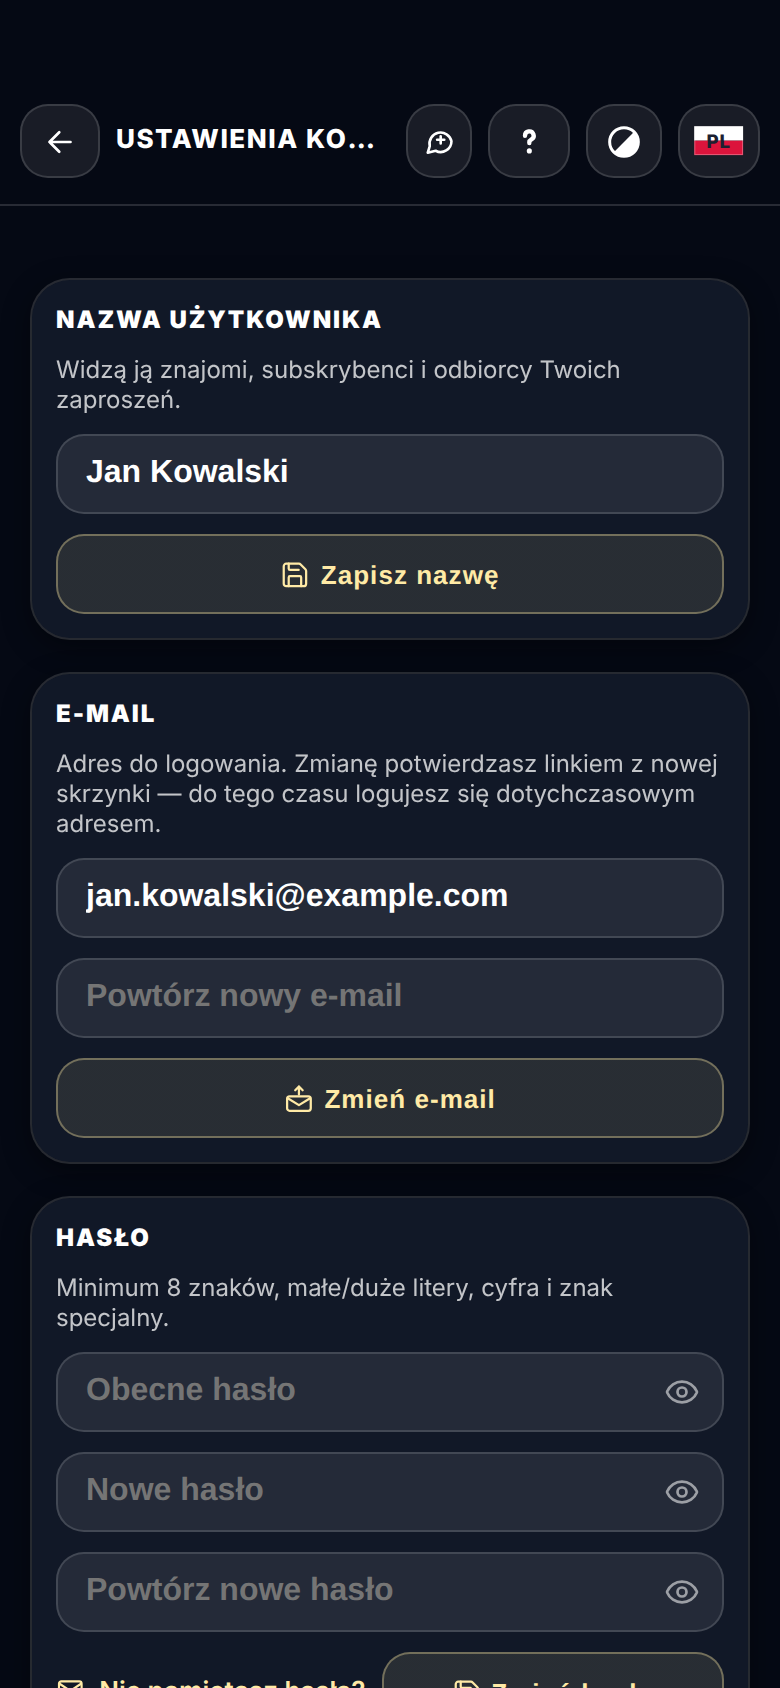 USTAWIENIA KO...
?
PL
NAZWA UŻYTKOWNIKA
Widzą ją znajomi, subskrybenci i odbiorcy Twoich
zaproszeń.
Jan Kowalski
Zapisz nazwę
E-MAIL
Adres do logowania. Zmianę potwierdzasz linkiem z nowej
skrzynki — do tego czasu logujesz się dotychczasowym
adresem.
jan.kowalski@example.com
Powtórz nowy e-mail
Zmień e-mail
HASŁO
Minimum 8 znaków, małe/duże litery, cyfra i znak
specjalny.
Obecne hasło
Nowe hasło
Powtórz nowe hasło